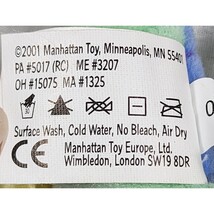 ©2001 Manhattan Toy, Minneapolis, MN 55401
PA #5017 (RC) ME #3207
OH #15075 MA #1325
CE
Surface Wash, Cold Water, No Bleach, Air Dry
Manhattan Toy Europe, Ltd.
Wimbledon, London SW19 8DR